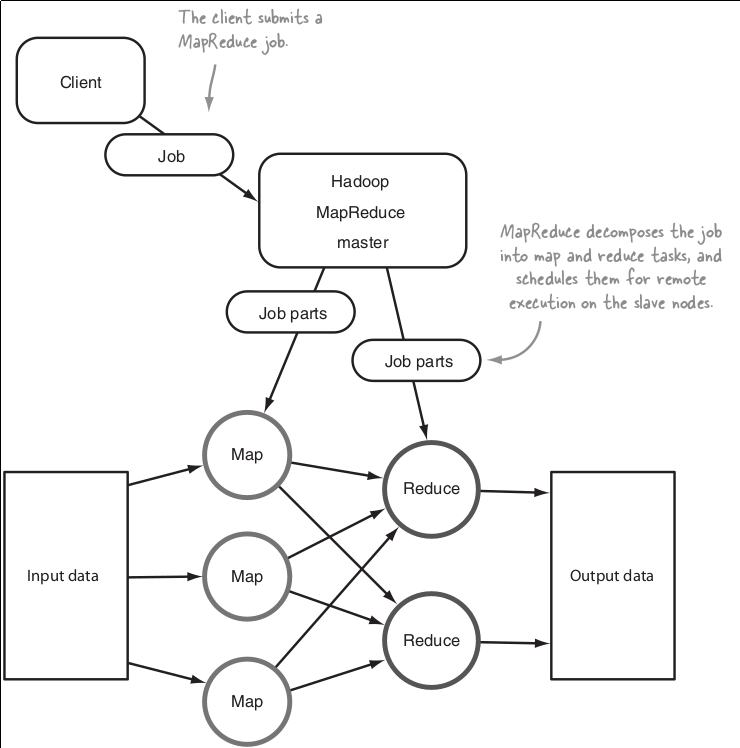 The client submits a
MapReduce job.
Client
Job
Hadoop
MapReduce
master
MapReduce decomposes the job
into map and reduce tasks, and
schedules them for remote
execution on the slave nodes.
Job parts
Job parts
Map
Reduce
Input data
Map
Output data
Reduce
Map